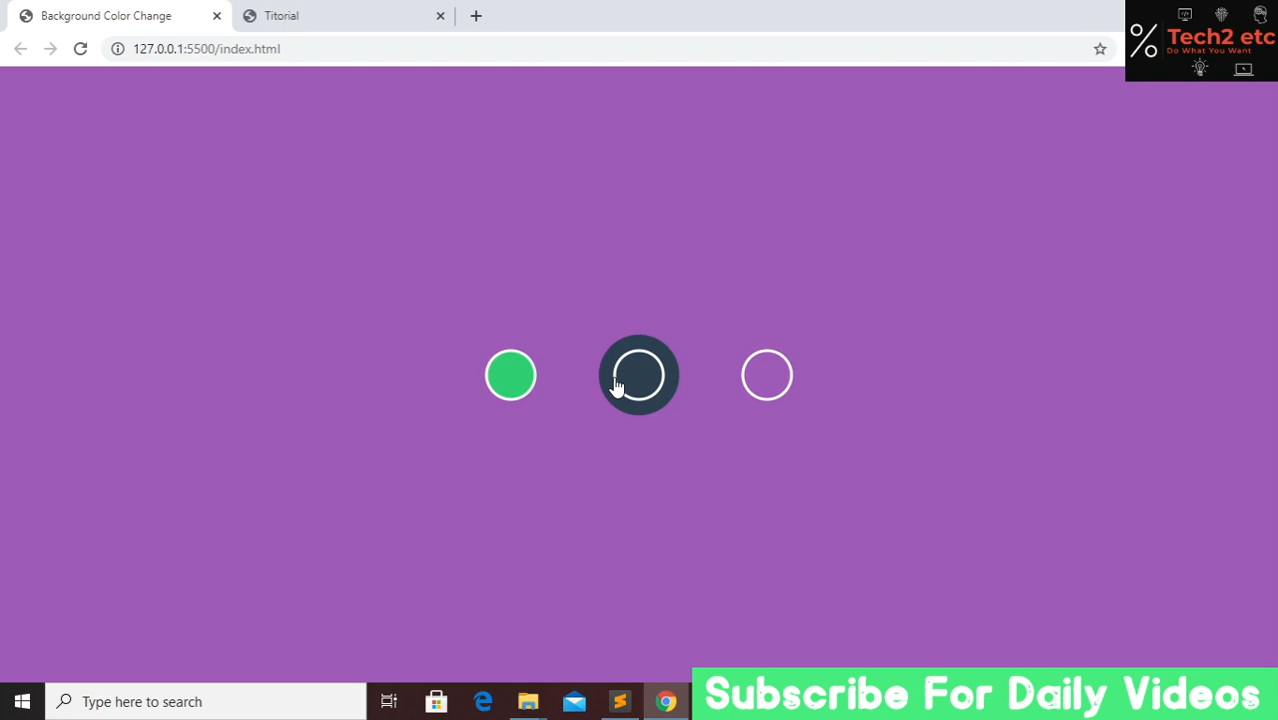 Background Color Change
Titorial
127.0.0.1:5500/index.html
Tech2 etc
Do What You Want
Type here to search
Subscribe For Daily Videos